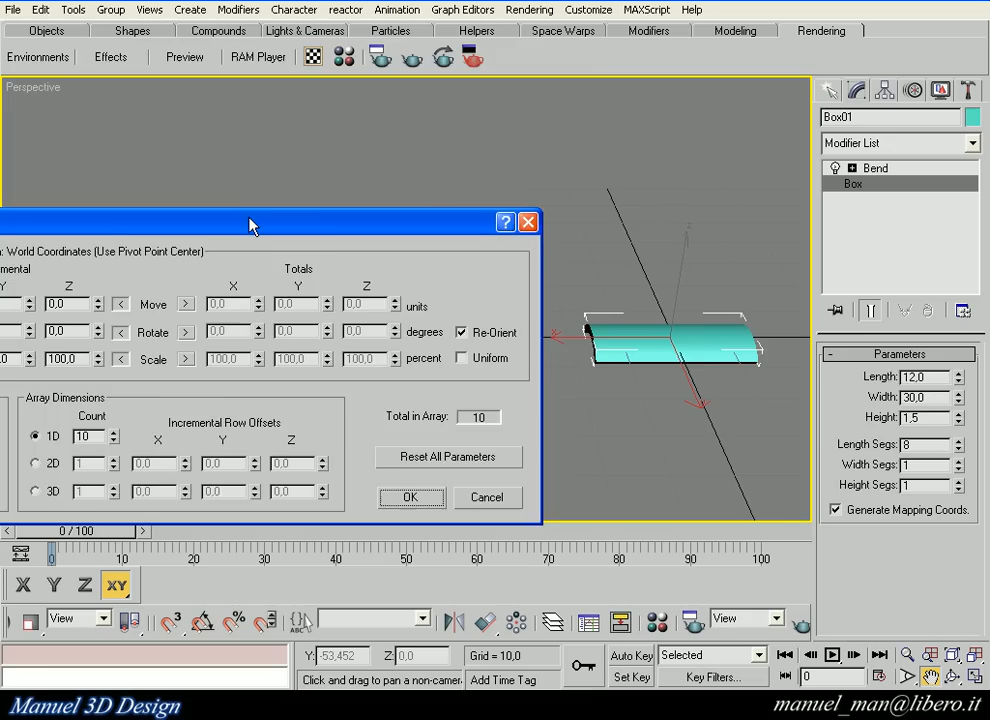 File Edit Tools Group Views Create Modifiers Character reactor Animation Graph Editors Rendering Customize MAXScript Help
Objects Shapes Compounds Lights & Cameras Particles Helpers Space Warps Modifiers Modeling Rendering
Environments Effects Preview RAM Player
Perspective
Box01
Modifier List
Bend
Box
: World Coordinates (Use Pivot Point Center)
mental Totals
Y Z X Y Z
0,0 < Move > 0,0 0,0 0,0 units
0,0 < Rotate > 0,0 0,0 0,0 degrees Re-Orient
,0 100,0 < Scale > 100,0 100,0 100,0 percent Uniform
Array Dimensions
Count Incremental Row Offsets
X Y Z
1D 10
2D 1 0,0 0,0 0,0
3D 1 0,0 0,0 0,0
Total in Array: 10
Reset All Parameters
OK Cancel
x
z
- Parameters
Length: 12,0
Width: 30,0
Height: 1,5
Length Segs: 8
Width Segs: 1
Height Segs: 1
Generate Mapping Coords.
< 0 / 100 >
0 10 20 30 40 50 60 70 80 90 100
X Y Z XY
View 3 % ABC View
Y: -53,452 Z: 0,0 Grid = 10,0 Auto Key Selected
Click and drag to pan a non-camer Add Time Tag Set Key Key Filters... 0
Manuel 3D Design manuel_man@libero.it